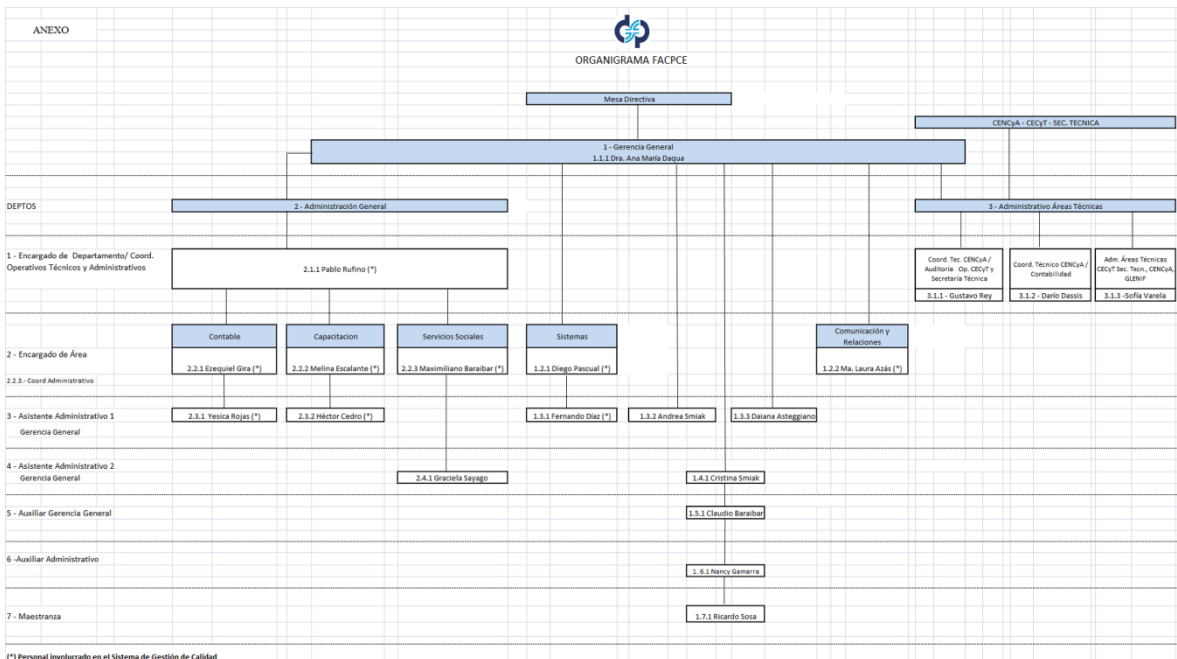 ANEXO
ORGANIGRAMA FACPCE
Mesa Directiva
CENCyA - CECyT - SEC. TECNICA
1 - Gerencia General
1.1.1 Dra. Ana María Daqua
DEPTOS
2 - Administración General
3 - Administrativo Áreas Técnicas
1 - Encargado de Departamento/ Coord.
Operativos Técnicos y Administrativos
2.1.1 Pablo Rufino (*)
Coord. Tec. CENCyA /
Auditoría Op. CECyT y
Secretaría Técnica
3.1.1 - Gustavo Rey
Coord. Técnico CENCyA /
Contabilidad
3.1.2 - Darío Dassis
Adm. Áreas Técnicas
CECyT Sec. Tecn., CENCyA,
GLENIF
3.1.3 -Sofía Varela
2 - Encargado de Área
2.2.3.- Coord Administrativo
Contable
2.2.1 Ezequiel Gira (*)
Capacitacion
2.2.2 Melina Escalante (*)
Servicios Sociales
2.2.3 Maximiliano Baraibar (*)
Sistemas
1.2.1 Diego Pascual (*)
Comunicación y
Relaciones
1.2.2 Ma. Laura Azás (*)
3 - Asistente Administrativo 1
Gerencia General
2.3.1 Yesica Rojas (*)
2.3.2 Héctor Cedro (*)
1.3.1 Fernando Díaz (*)
1.3.2 Andrea Smiak
1.3.3 Daiana Asteggiano
4 - Asistente Administrativo 2
Gerencia General
2.4.1 Graciela Sayago
1.4.1 Cristina Smiak
5 - Auxiliar Gerencia General
1.5.1 Claudio Baraibar
6 -Auxiliar Administrativo
1. 6.1 Nancy Gamarra
7 - Maestranza
1.7.1 Ricardo Sosa
(*) Personal involucrado en el Sistema de Gestión de Calidad